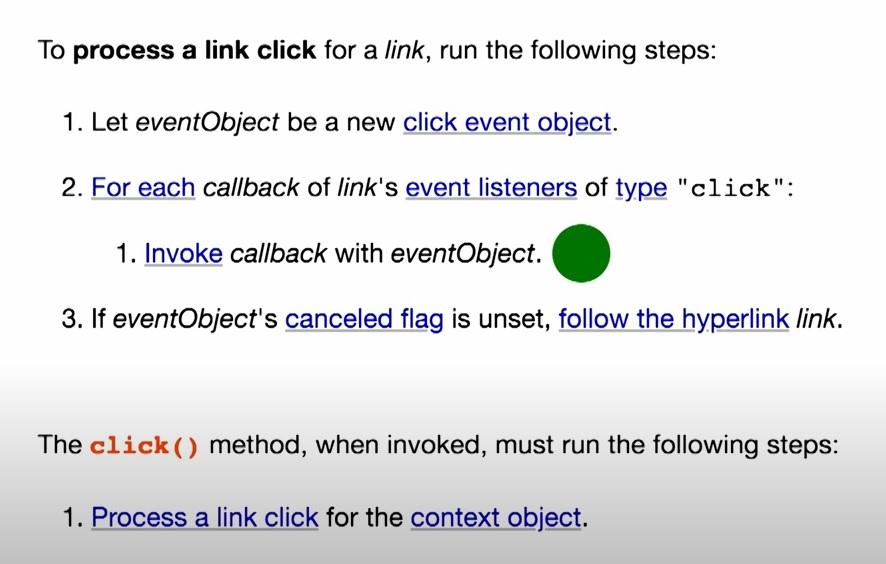 To process a link click for a link, run the following steps:
1. Let eventObject be a new click event object.
2. For each callback of link's event listeners of type "click":
1. Invoke callback with eventObject.
3. If eventObject's canceled flag is unset, follow the hyperlink link.
The click() method, when invoked, must run the following steps:
1. Process a link click for the context object.